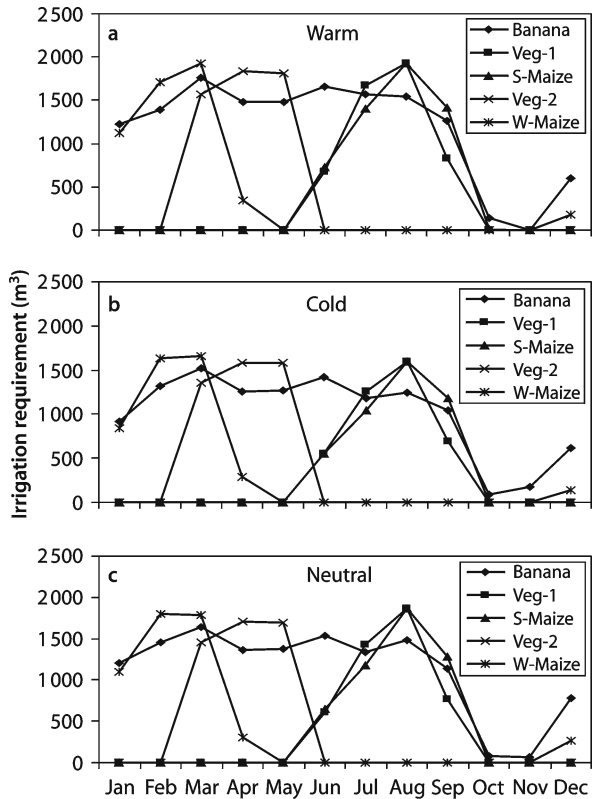 Irrigation requirement (m³)
a Warm
2500
2000
1500
1000
500
0
Banana
Veg-1
S-Maize
Veg-2
W-Maize
b Cold
2500
2000
1500
1000
500
0
Banana
Veg-1
S-Maize
Veg-2
W-Maize
c Neutral
2500
2000
1500
1000
500
0
Banana
Veg-1
S-Maize
Veg-2
W-Maize
Jan Feb Mar Apr May Jun Jul Aug Sep Oct Nov Dec